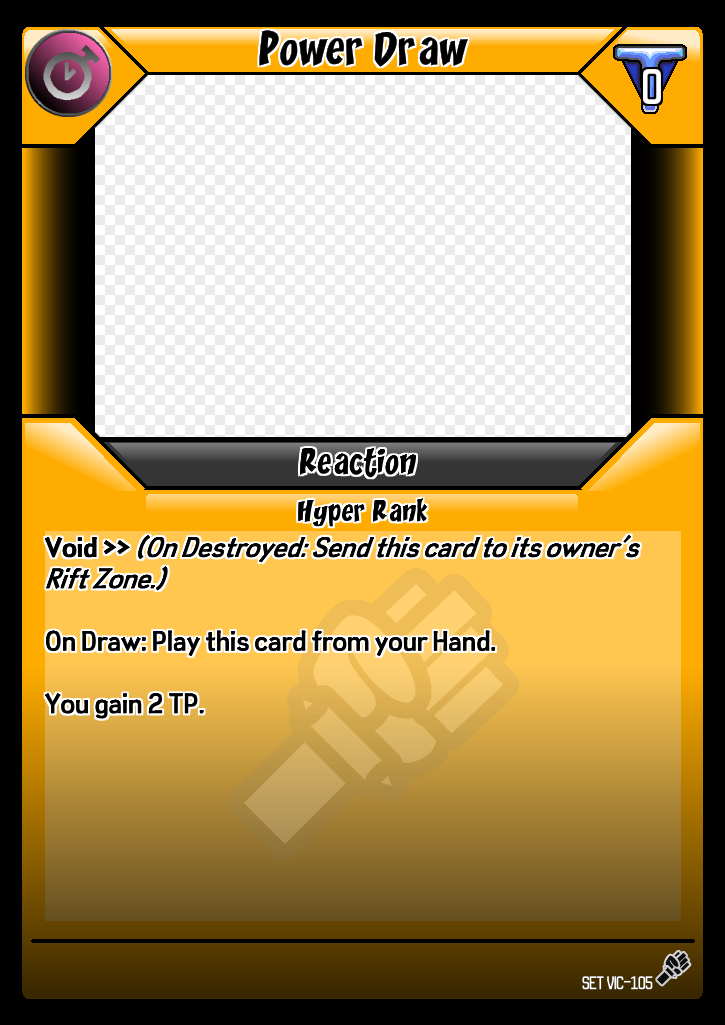 Power Draw
0
Reaction
Hyper Rank
Void >> (On Destroyed: Send this card to its owner's
Rift Zone.)
On Draw: Play this card from your Hand.
You gain 2 TP.
SET VIC-105